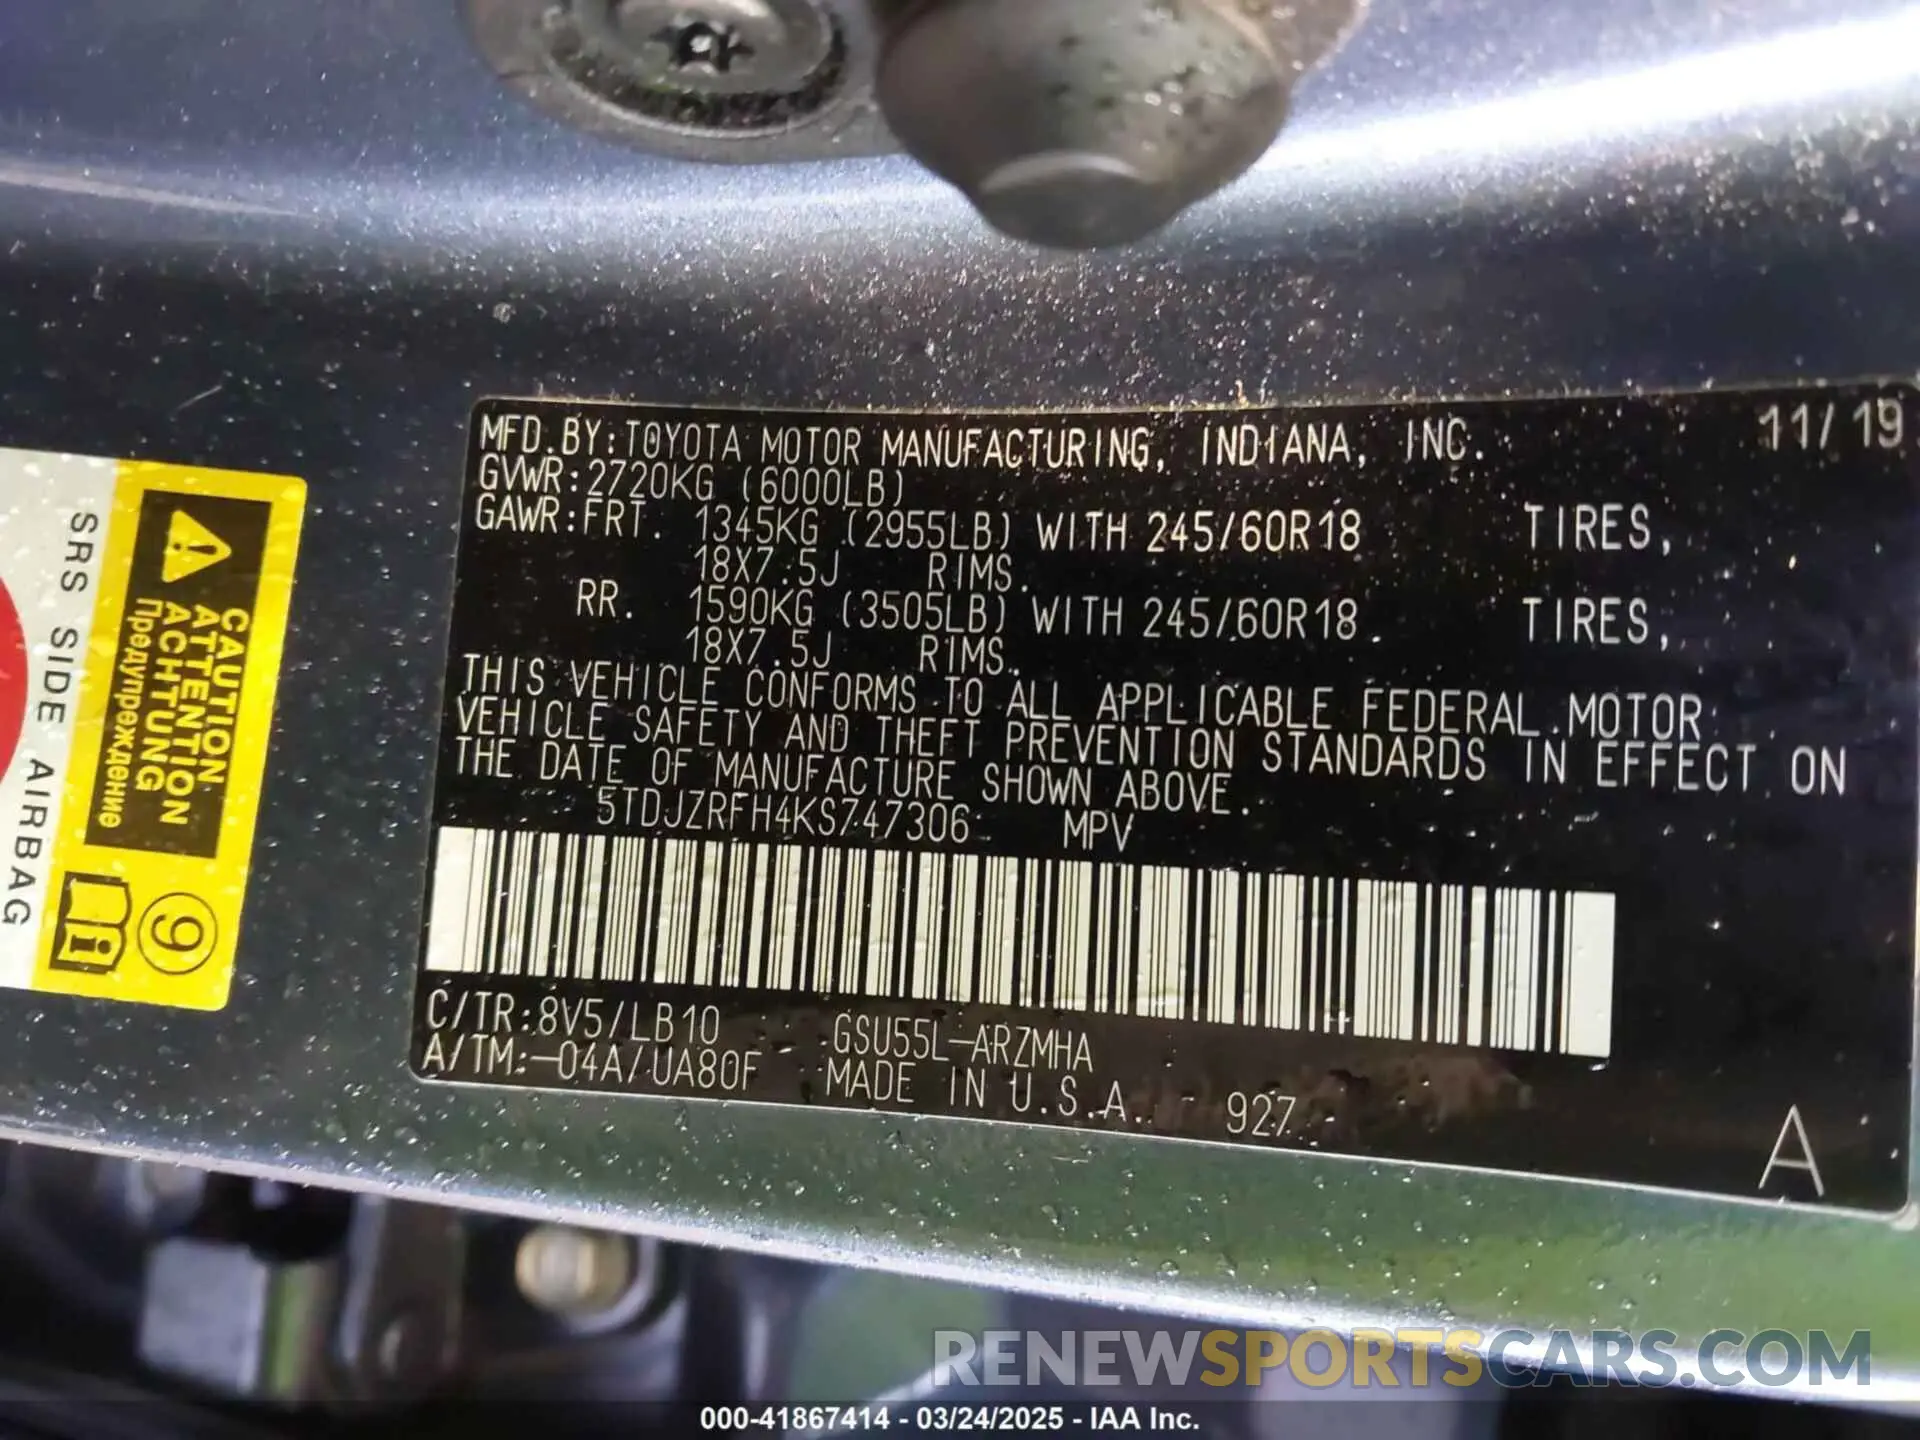 MFD.BY:TOYOTA MOTOR MANUFACTURING, INDIANA, INC. 11/19
GVWR:2720KG (6000LB)
GAWR:FRT. 1345KG (2955LB) WITH 245/60R18 TIRES,
18X7.5J RIMS.
RR. 1590KG (3505LB) WITH 245/60R18 TIRES,
18X7.5J RIMS.
THIS VEHICLE CONFORMS TO ALL APPLICABLE FEDERAL MOTOR
VEHICLE SAFETY AND THEFT PREVENTION STANDARDS IN EFFECT ON
THE DATE OF MANUFACTURE SHOWN ABOVE.
5TDJZRFH4KS747306 MPV
C/TR:8V5/LB10 GSU55L-ARZMHA
A/TM:-04A/UA80F MADE IN U.S.A. 927
A
CAUTION
ATTENTION
ACHTUNG
Предупреждение
SRS SIDE AIRBAG
9
i
RENEWSPORTSCARS.COM
000-41867414 - 03/24/2025 - IAA Inc.